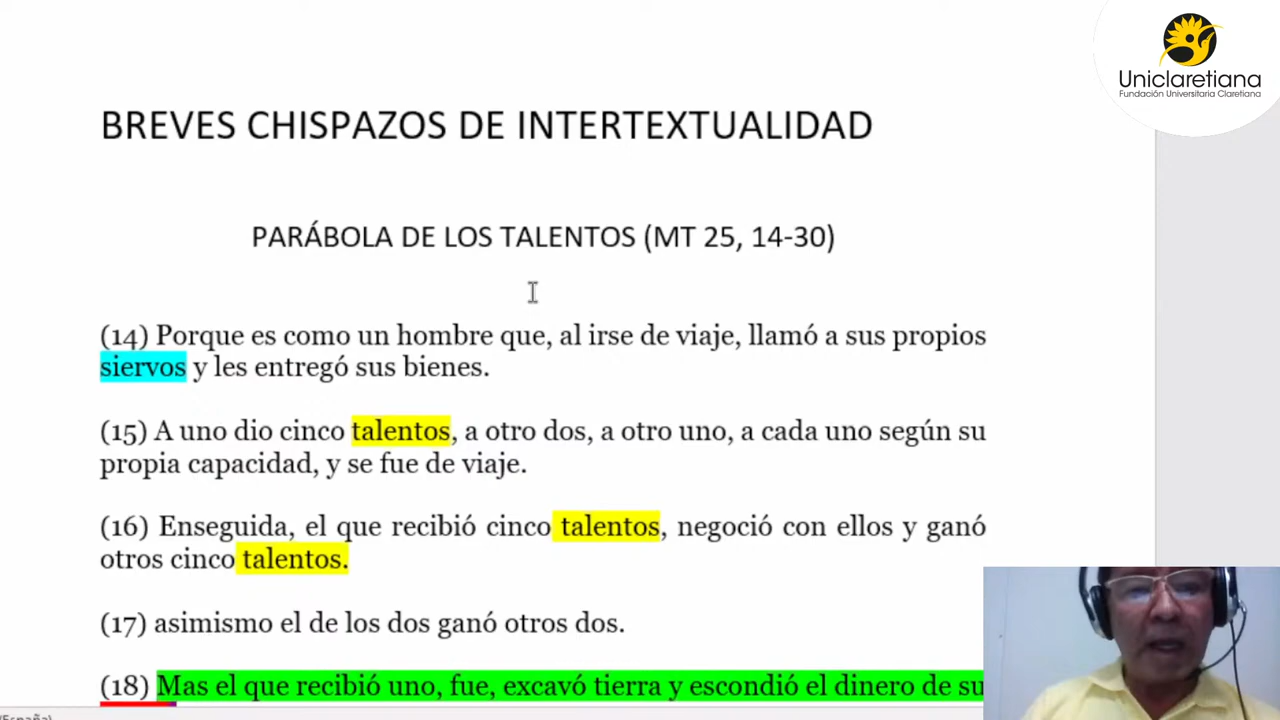 Uniclaretiana
Fundación Universitaria Claretiana
BREVES CHISPAZOS DE INTERTEXTUALIDAD
PARÁBOLA DE LOS TALENTOS (MT 25, 14-30)
(14) Porque es como un hombre que, al irse de viaje, llamó a sus propios
siervos y les entregó sus bienes.
(15) A uno dio cinco talentos, a otro dos, a otro uno, a cada uno según su
propia capacidad, y se fue de viaje.
(16) Enseguida, el que recibió cinco talentos, negoció con ellos y ganó
otros cinco talentos.
(17) asimismo el de los dos ganó otros dos.
(18) Mas el que recibió uno, fue, excavó tierra y escondió el dinero de su